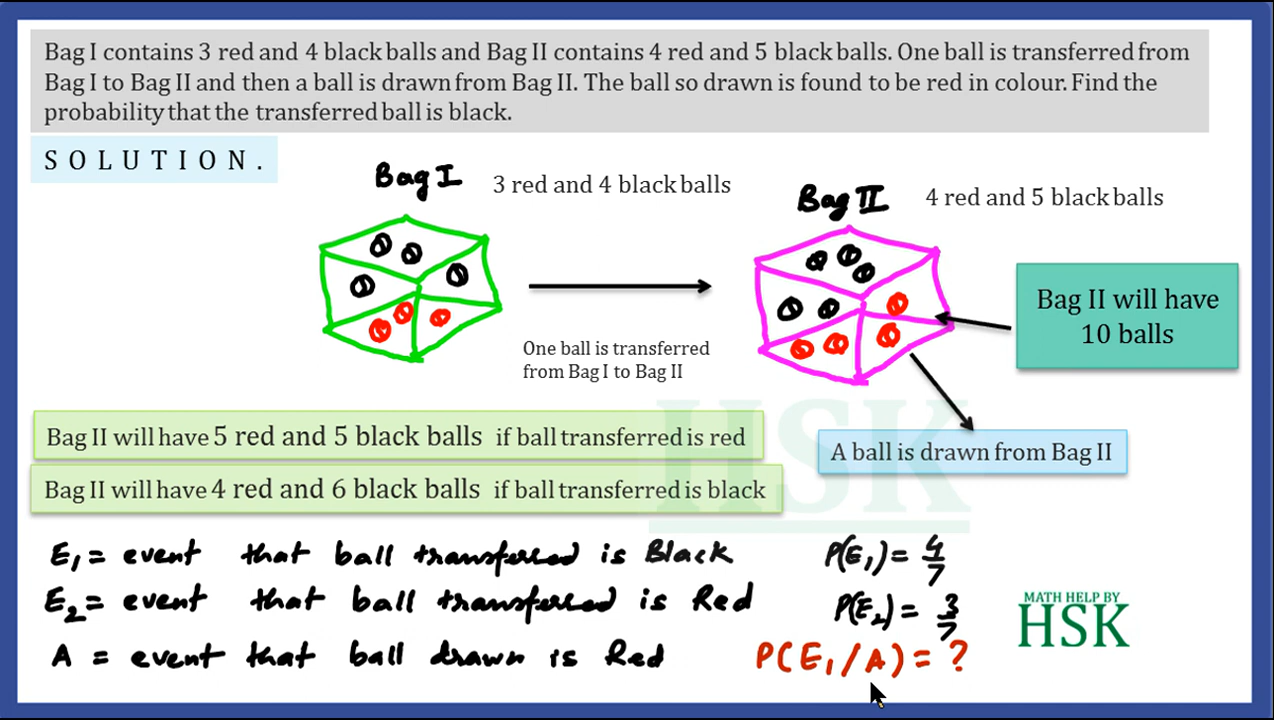 Bag I contains 3 red and 4 black balls and Bag II contains 4 red and 5 black balls. One ball is transferred from
Bag I to Bag II and then a ball is drawn from Bag II. The ball so drawn is found to be red in colour. Find the
probability that the transferred ball is black.
SOLUTION.
Bag I
3 red and 4 black balls
Bag II
4 red and 5 black balls
Bag II will have
10 balls
One ball is transferred
from Bag I to Bag II
Bag II will have 5 red and 5 black balls if ball transferred is red
A ball is drawn from Bag II
Bag II will have 4 red and 6 black balls if ball transferred is black
HSK
E₁ = event that ball transferred is Black P(E₁) = 4/7
E₂ = event that ball transferred is Red P(E₂) = 3/7
A = event that ball drawn is Red P(E₁/A) = ?
MATH HELP BY
HSK